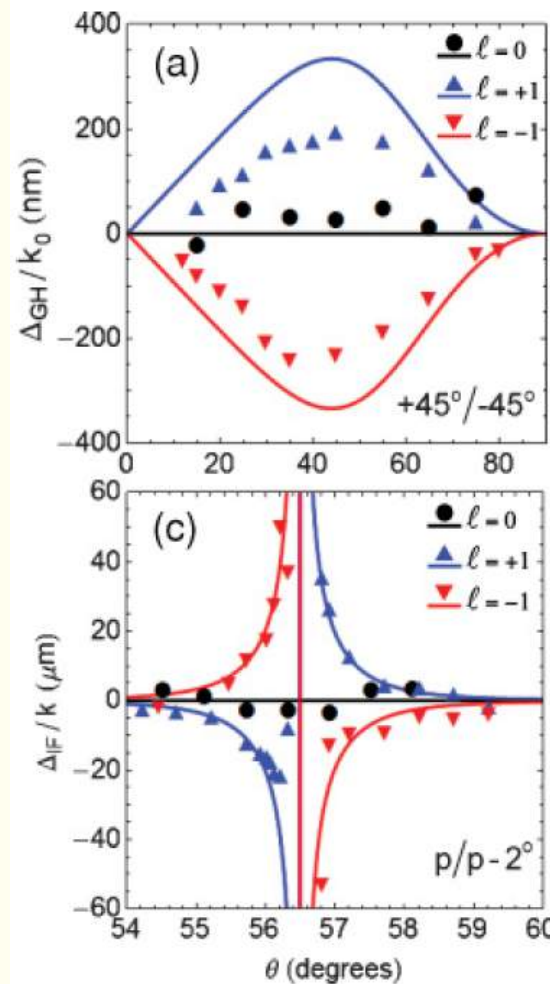 400
(a)
ℓ = 0
ℓ = +1
ℓ = −1
200
0
−200
−400
Δ_GH / k_0 (nm)
+45°/-45°
0 20 40 60 80
60
(c)
ℓ = 0
ℓ = +1
ℓ = −1
40
20
0
−20
−40
−60
Δ_IF / k (μm)
p/p - 2°
54 55 56 57 58 59 60
θ (degrees)